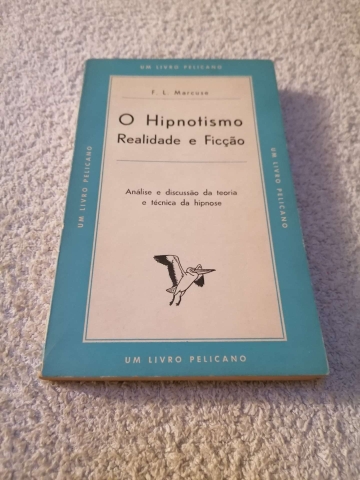 UM LIVRO PELICANO
F. L. Marcuse
O Hipnotismo
Realidade e Ficção
Análise e discussão da teoria
e técnica da hipnose
UM LIVRO PELICANO
UM LIVRO PELICANO
UM LIVRO PELICANO